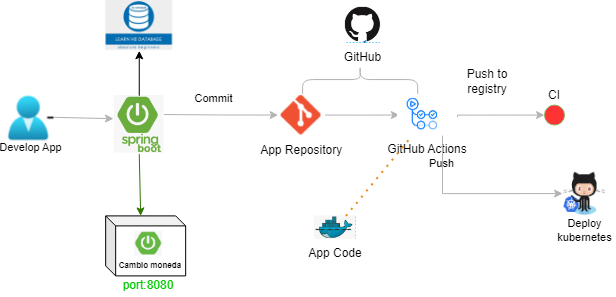 LEARN H2 DATABASE
GitHub
Push to
registry
Commit
CI
spring
boot
Develop App
App Repository
GitHub Actions
Push
App Code
Deploy
kubernetes
Cambio moneda
port:8080